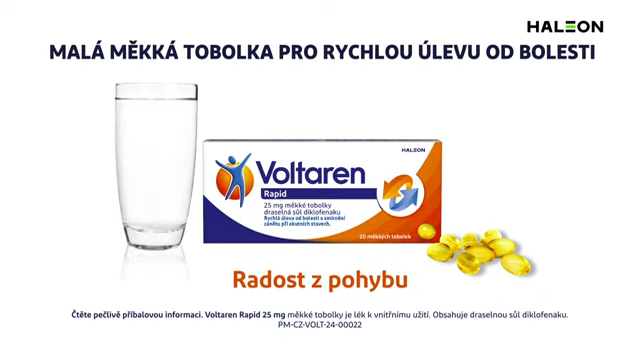 HALEON
MALÁ MĚKKÁ TOBOLKA PRO RYCHLOU ÚLEVU OD BOLESTI
HALEON
Voltaren
Rapid
25 mg měkké tobolky
draselná sůl diklofenaku
Rychlá úleva od bolesti a zmírnění
zánětu při akutních stavech.
20 měkkých tobolek
Radost z pohybu
Čtěte pečlivě příbalovou informaci. Voltaren Rapid 25 mg měkké tobolky je lék k vnitřnímu užití. Obsahuje draselnou sůl diklofenaku.
PM-CZ-VOLT-24-00022